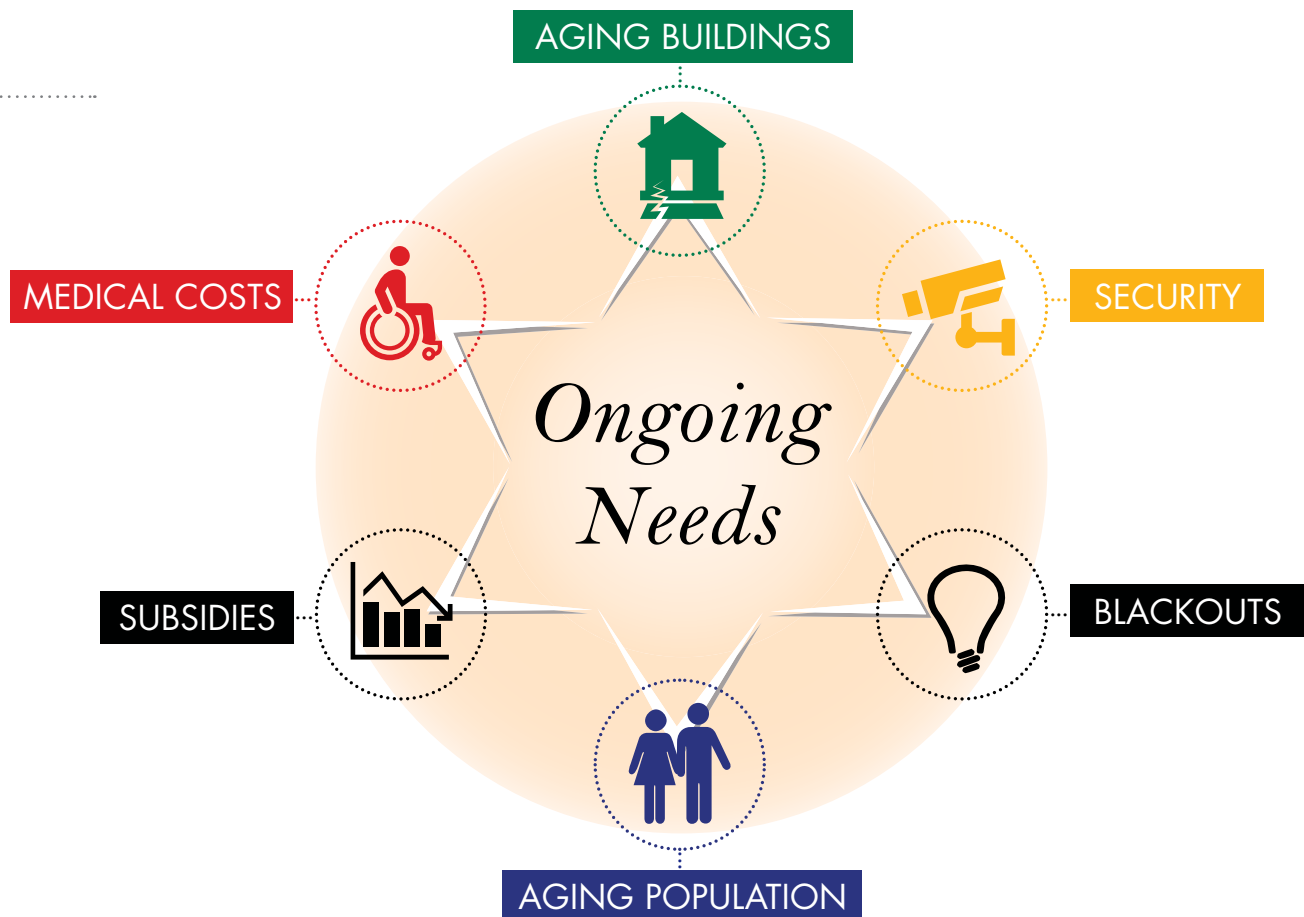 AGING BUILDINGS
MEDICAL COSTS
SECURITY
Ongoing
Needs
SUBSIDIES
BLACKOUTS
AGING POPULATION